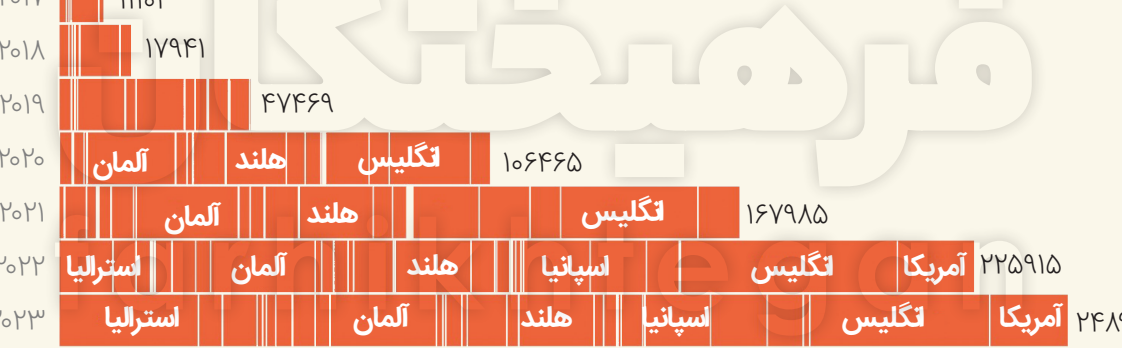 ۲۰۱۸ ۱۷۹۴۱
۲۰۱۹ ۴۷۴۶۹
۲۰۲۰ آلمان هلند انگلیس ۱۰۶۴۶۵
۲۰۲۱ آلمان هلند انگلیس ۱۶۷۹۸۵
۲۰۲۲ استرالیا آلمان هلند اسپانیا انگلیس آمریکا ۲۲۵۹۱۵
استرالیا آلمان هلند اسپانیا انگلیس آمریکا
فرهیختگان
farhikhtegan